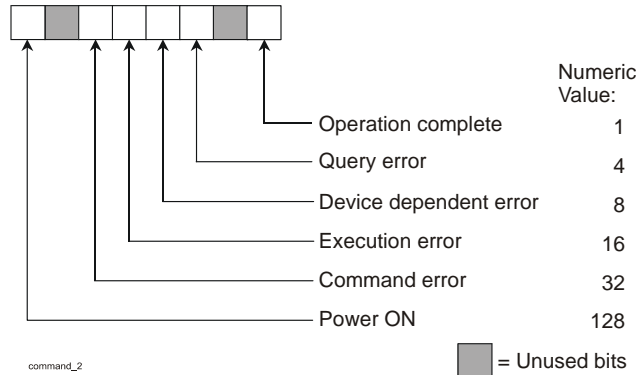 Numeric
Value:
Operation complete 1
Query error 4
Device dependent error 8
Execution error 16
Command error 32
Power ON 128
command_2
= Unused bits